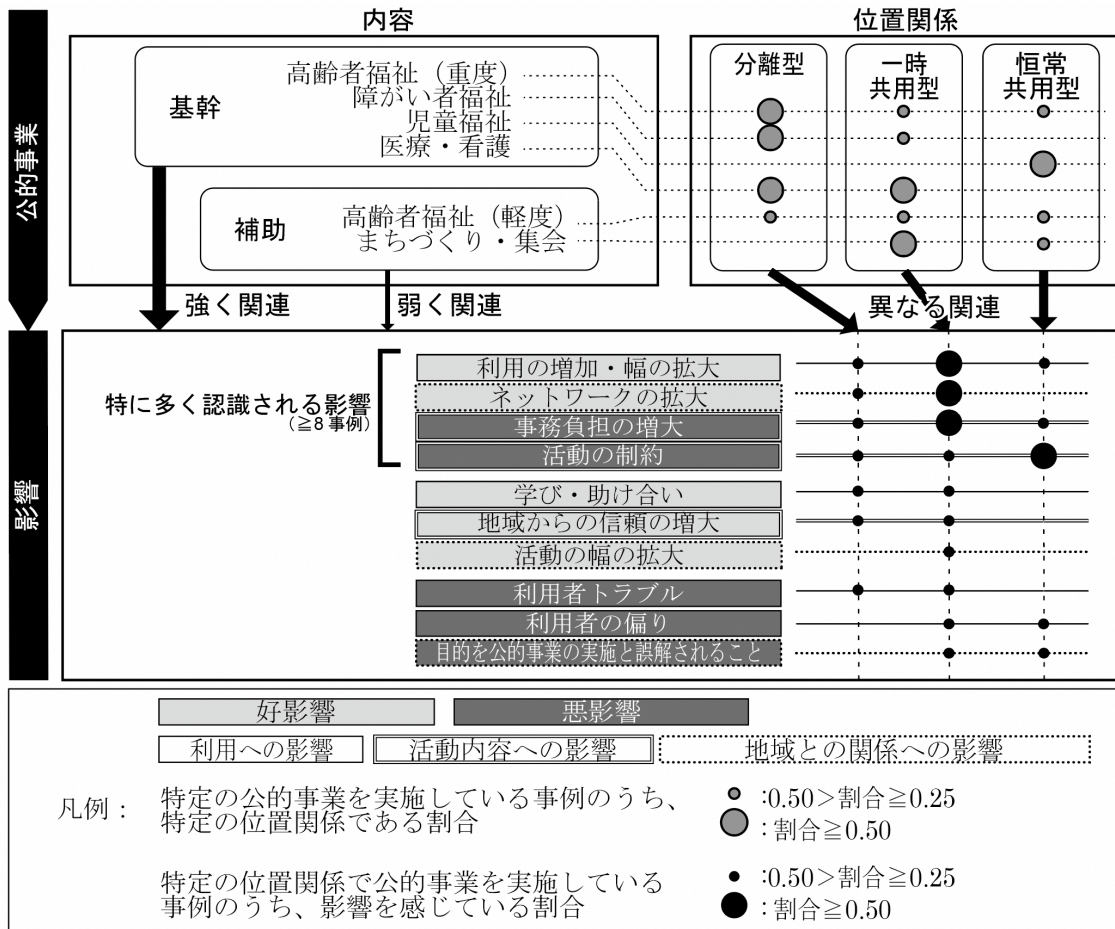 内容
位置関係
公的事業
基幹
高齢者福祉（重度）
障がい者福祉
児童福祉
医療・看護
補助
高齢者福祉（軽度）
まちづくり・集会
分離型
一時
共用型
恒常
共用型
強く関連
弱く関連
異なる関連
影響
特に多く認識される影響
（≧8 事例）
利用の増加・幅の拡大
ネットワークの拡大
事務負担の増大
活動の制約
学び・助け合い
地域からの信頼の増大
活動の幅の拡大
利用者トラブル
利用者の偏り
目的を公的事業の実施と誤解されること
好影響
悪影響
利用への影響
活動内容への影響
地域との関係への影響
凡例：
特定の公的事業を実施している事例のうち、
特定の位置関係である割合
:0.50＞割合≧0.25
：割合≧0.50
特定の位置関係で公的事業を実施している
事例のうち、影響を感じている割合
:0.50＞割合≧0.25
：割合≧0.50